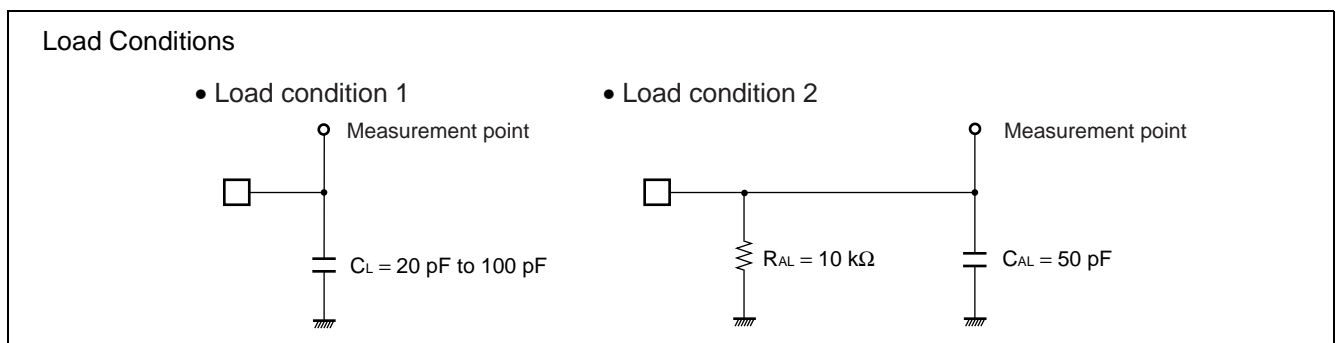 Load Conditions
• Load condition 1
• Load condition 2
Measurement point
Measurement point
CL = 20 pF to 100 pF
RAL = 10 kΩ
CAL = 50 pF